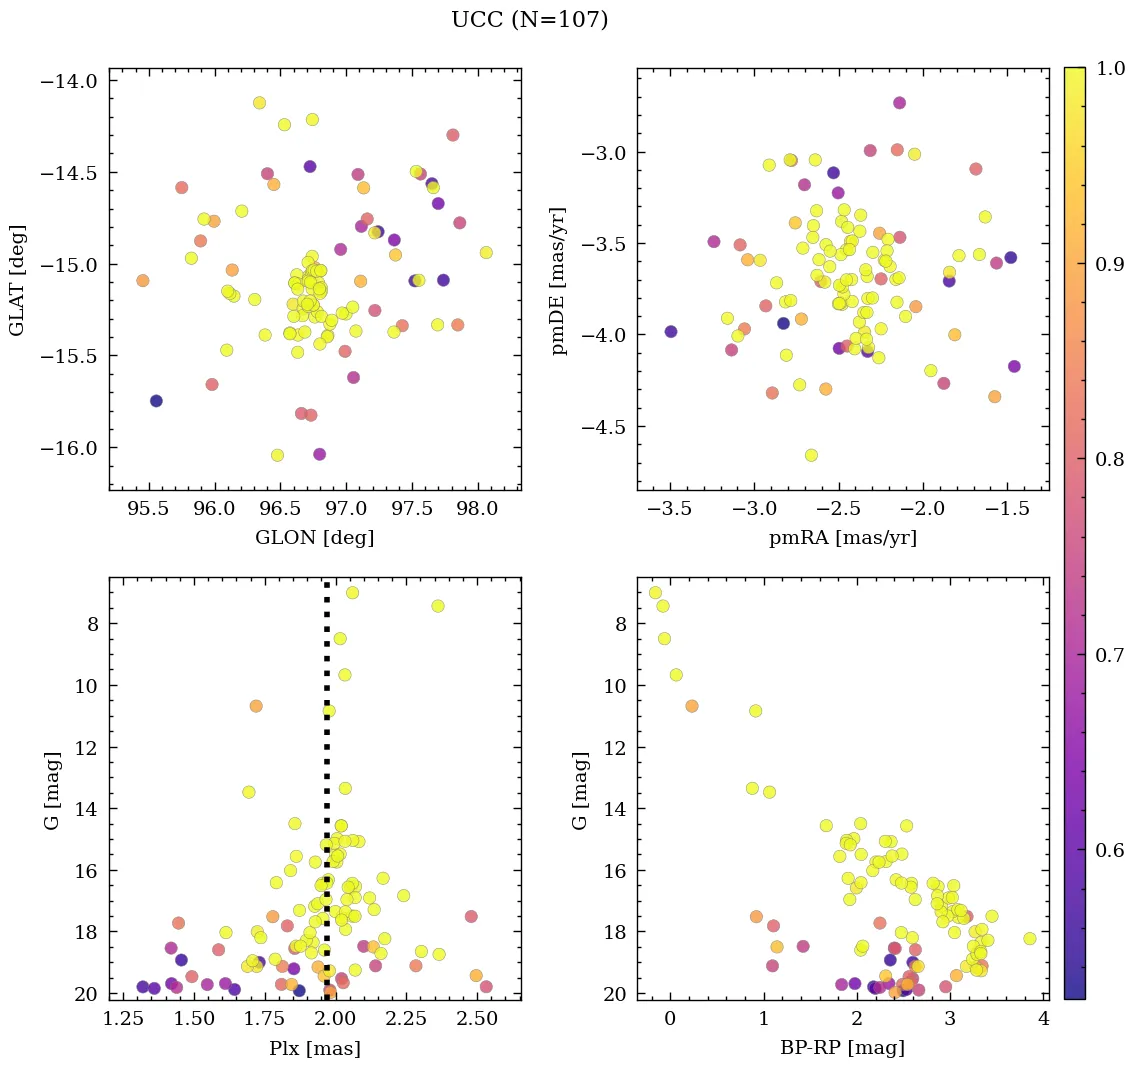 UCC (N=107)
−14.0
−14.5
−15.0
−15.5
−16.0
GLAT [deg]
95.5 96.0 96.5 97.0 97.5 98.0
GLON [deg]
−3.0
−3.5
−4.0
−4.5
pmDE [mas/yr]
−3.5 −3.0 −2.5 −2.0 −1.5
pmRA [mas/yr]
1.0
0.9
0.8
0.7
0.6
8
10
12
14
16
18
20
G [mag]
1.25 1.50 1.75 2.00 2.25 2.50
Plx [mas]
8
10
12
14
16
18
20
G [mag]
0 1 2 3 4
BP-RP [mag]